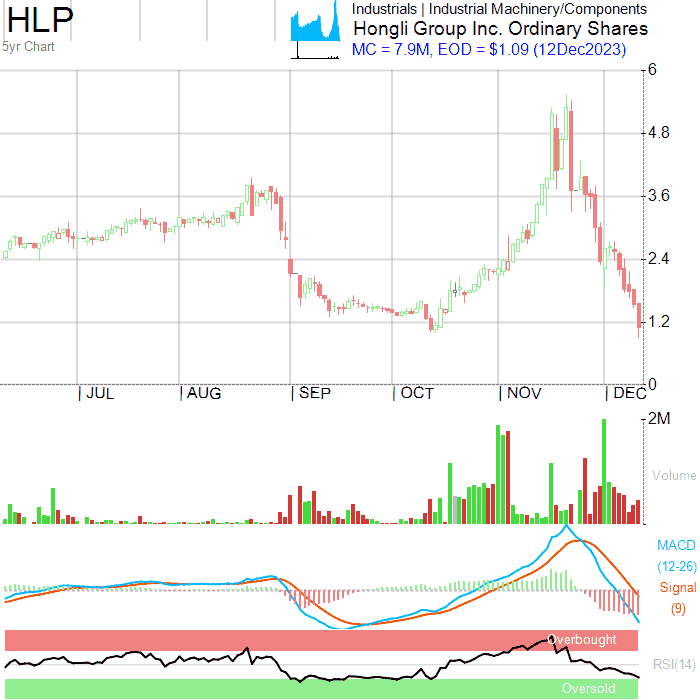 HLP
5yr Chart
Industrials | Industrial Machinery/Components
Hongli Group Inc. Ordinary Shares
MC = 7.9M, EOD = $1.09 (12Dec2023)
6
4.8
3.6
2.4
1.2
0
JUL
AUG
SEP
OCT
NOV
DEC
2M
Volume
MACD
(12-26)
Signal
(9)
Overbought
RSI(14)
Oversold